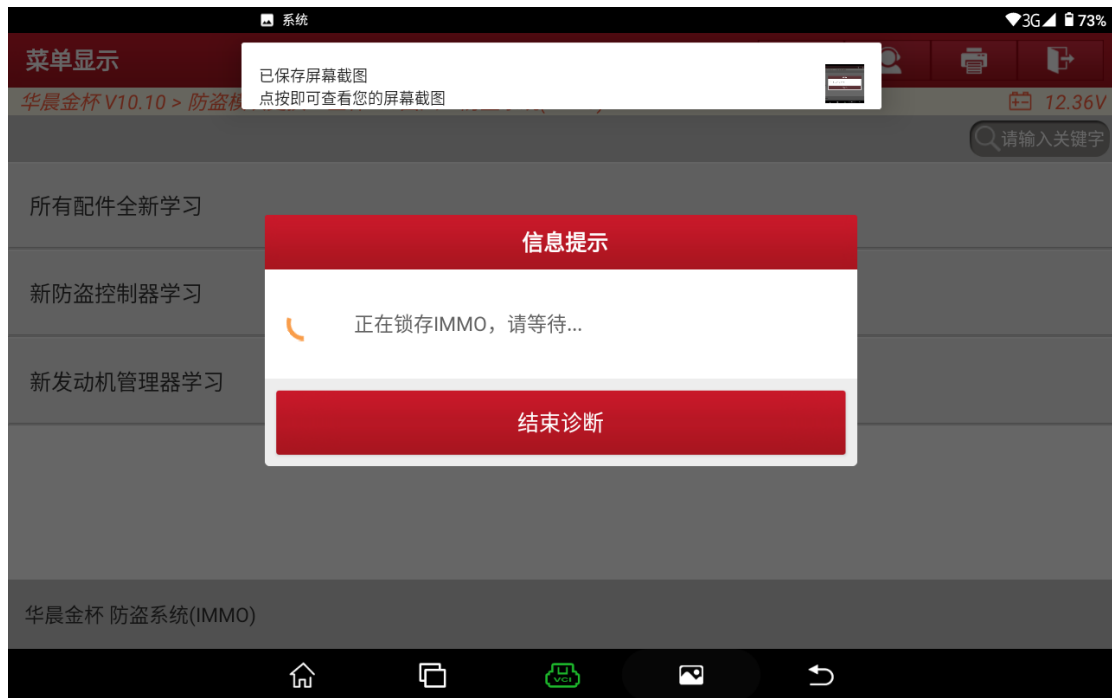 系统
3G 73%
菜单显示
已保存屏幕截图
点按即可查看您的屏幕截图
华晨金杯 V10.10 > 防盗
12.36V
请输入关键字
所有配件全新学习
信息提示
新防盗控制器学习
正在锁存IMMO，请等待...
新发动机管理器学习
结束诊断
华晨金杯 防盗系统(IMMO)
VCI